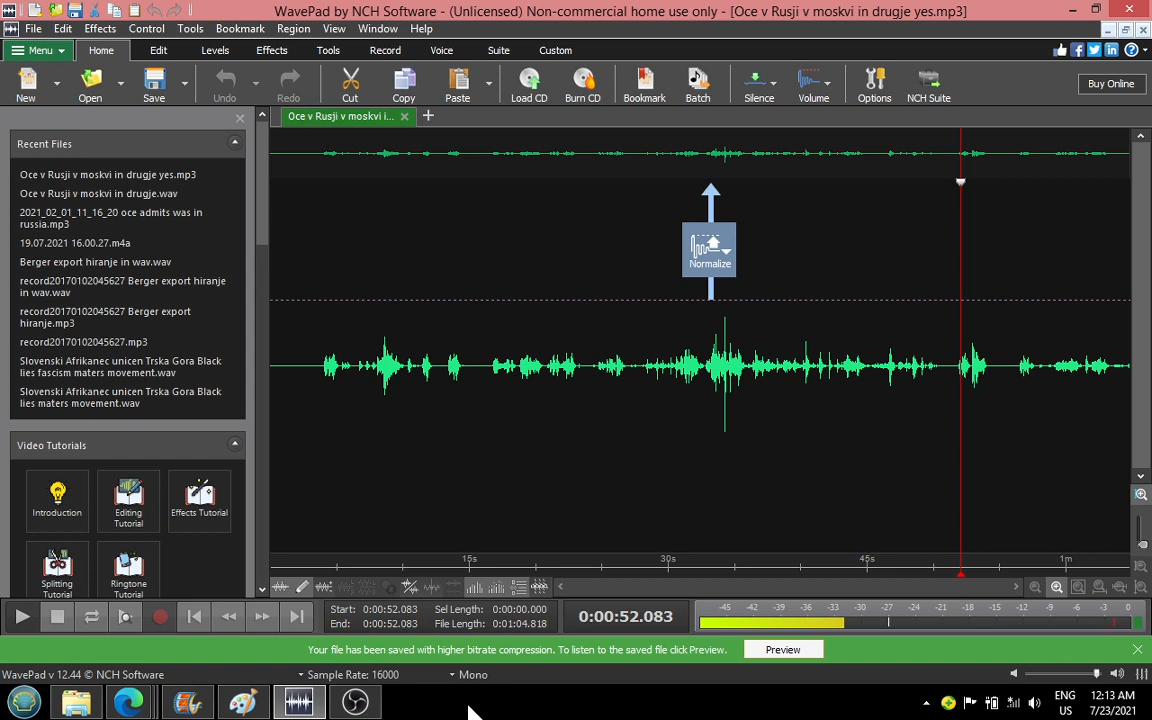 WavePad by NCH Software - (Unlicensed) Non-commercial home use only - [Oce v Rusji v moskvi in drugje yes.mp3]
File Edit Effects Control Tools Bookmark Region View Window Help
Menu Home Edit Levels Effects Tools Record Voice Suite Custom
New Open Save Undo Redo Cut Copy Paste Load CD Burn CD Bookmark Batch Silence Volume Options NCH Suite Buy Online
Oce v Rusji v moskvi i...
Recent Files
Oce v Rusji v moskvi in drugje yes.mp3
Oce v Rusji v moskvi in drugje.wav
2021_02_01_11_16_20 oce admits was in
russia.mp3
19.07.2021 16.00.27.m4a
Berger export hiranje in wav.wav
record20170102045627 Berger export hiranje
in wav.wav
record20170102045627 Berger export
hiranje.mp3
record20170102045627.mp3
Slovenski Afrikanec unicen Trska Gora Black
lies fascism maters movement.wav
Slovenski Afrikanec unicen Trska Gora Black
lies maters movement.wav
Normalize
Video Tutorials
Introduction
Editing
Tutorial
Effects Tutorial
Splitting
Tutorial
Ringtone
Tutorial
15s 30s 45s 1m
Start: 0:00:52.083 Sel Length: 0:00:00.000
End: 0:00:52.083 File Length: 0:01:04.818
0:00:52.083
-45 -42 -39 -36 -33 -30 -27 -24 -21 -18 -15 -12 -9 -6 -3 0
Your file has been saved with higher bitrate compression. To listen to the saved file click Preview.
Preview
WavePad v 12.44 © NCH Software
Sample Rate: 16000
Mono
ENG
US
12:13 AM
7/23/2021